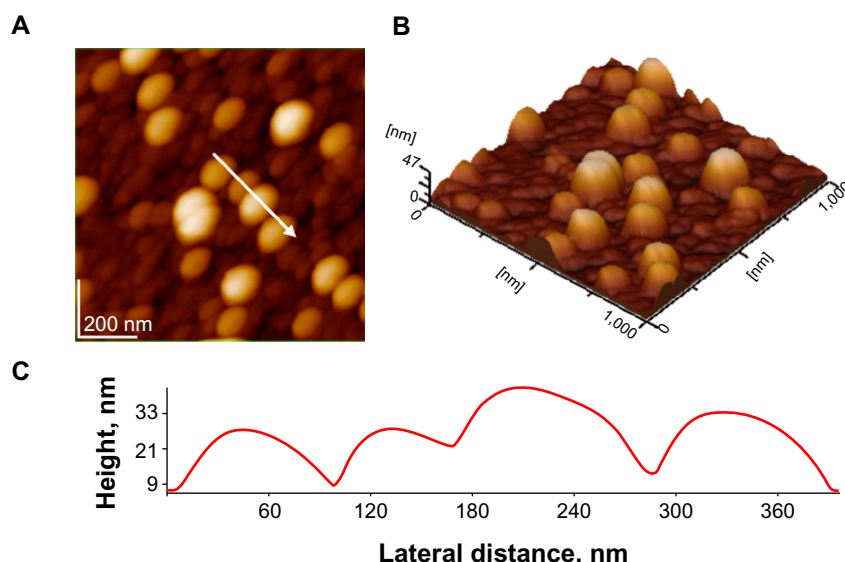 A
200 nm
B
[nm]
47
0
0
[nm]
1,000
0
[nm]
1,000
C
Height, nm
33
21
9
60 120 180 240 300 360
Lateral distance, nm